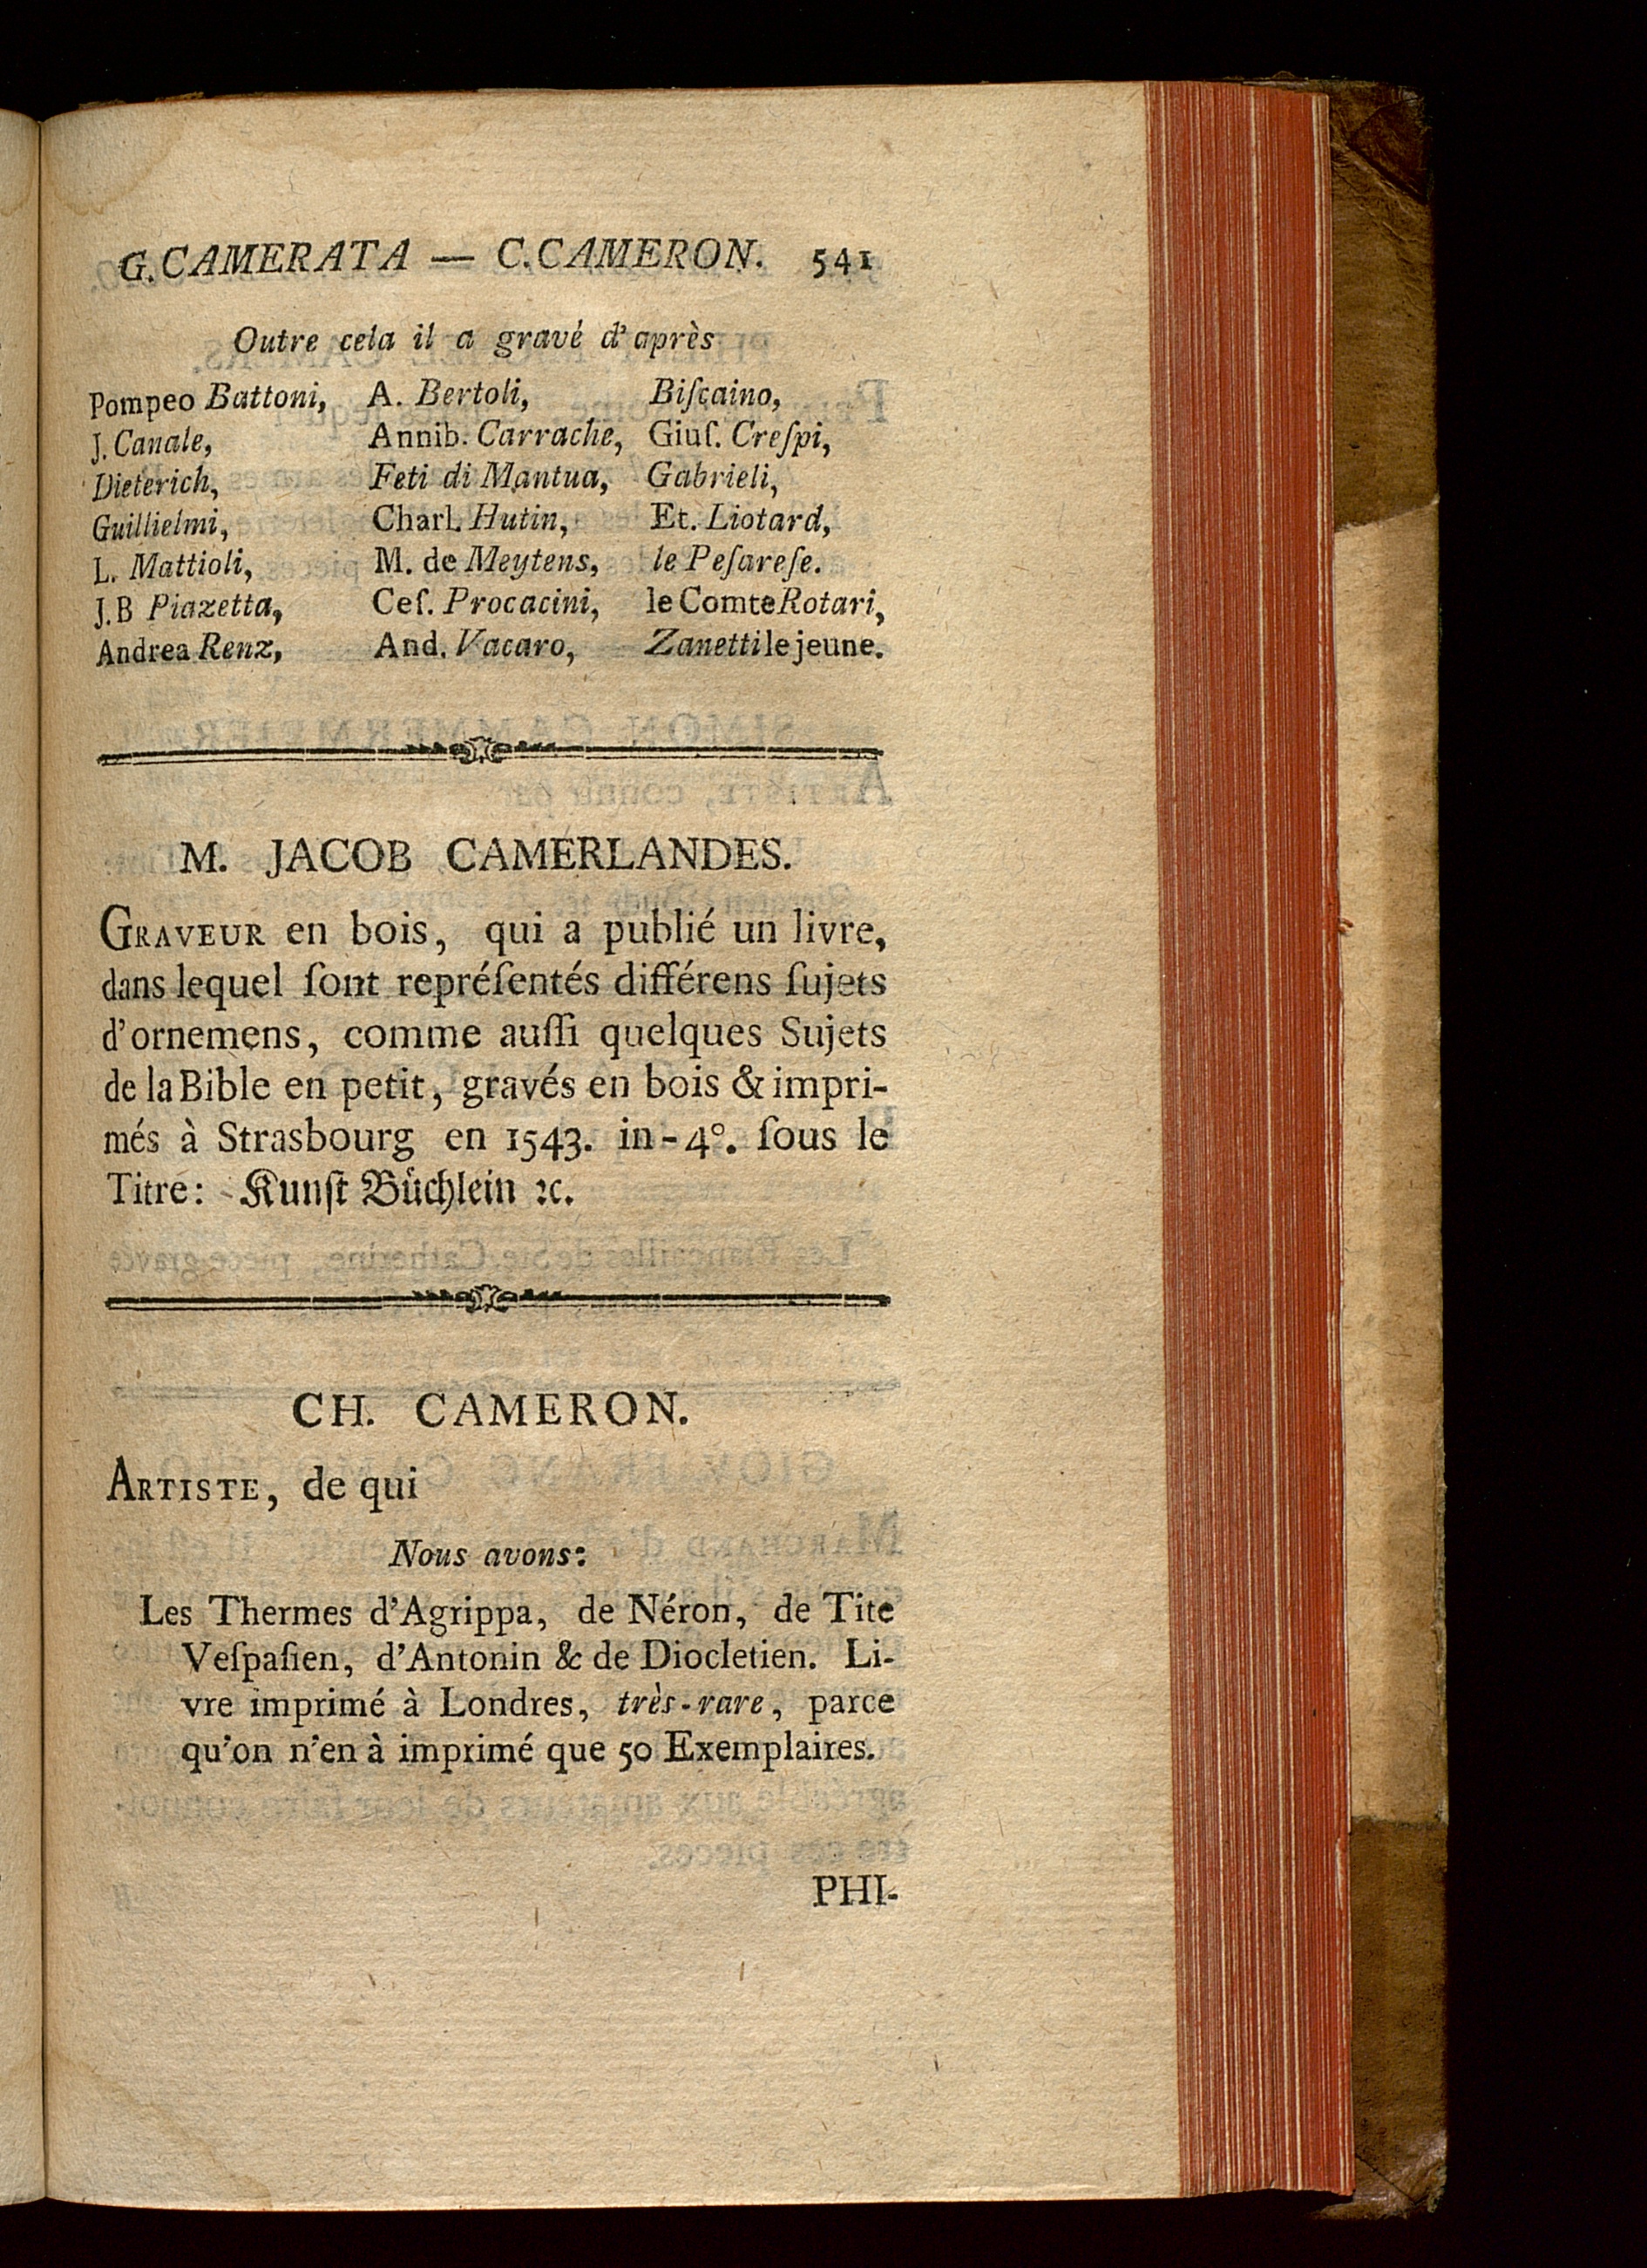 G. CAMERATA — C. CAMERON. 541
Outre cela il a gravé d'après
Pompeo Battoni, A. Bertoli, Biſcaino,
J. Canale, Annib. Carrache, Giuſ. Creſpi,
Dieterich, Feti di Mantua, Gabrieli,
Guillielmi, Charl. Hutin, Et. Liotard,
L. Mattioli, M. de Meytens, le Peſareſe.
J. B Piazetta, Ceſ. Procacini, le Comte Rotari,
Andrea Renz, And. Vacaro, Zanetti le jeune.
M. JACOB CAMERLANDES.
GRAVEUR en bois, qui a publié un livre,
dans lequel ſont repréſentés différens ſujets
d'ornemens, comme auſſi quelques Sujets
de la Bible en petit, gravés en bois & impri-
més à Strasbourg en 1543. in-4°. ſous le
Titre: Kunſt Büchlein ꝛc.
CH. CAMERON.
ARTISTE, de qui
Nous avons:
Les Thermes d'Agrippa, de Néron, de Tite
Veſpaſien, d'Antonin & de Diocletien. Li-
vre imprimé à Londres, très-rare, parce
qu'on n'en à imprimé que 50 Exemplaires.
PHI-